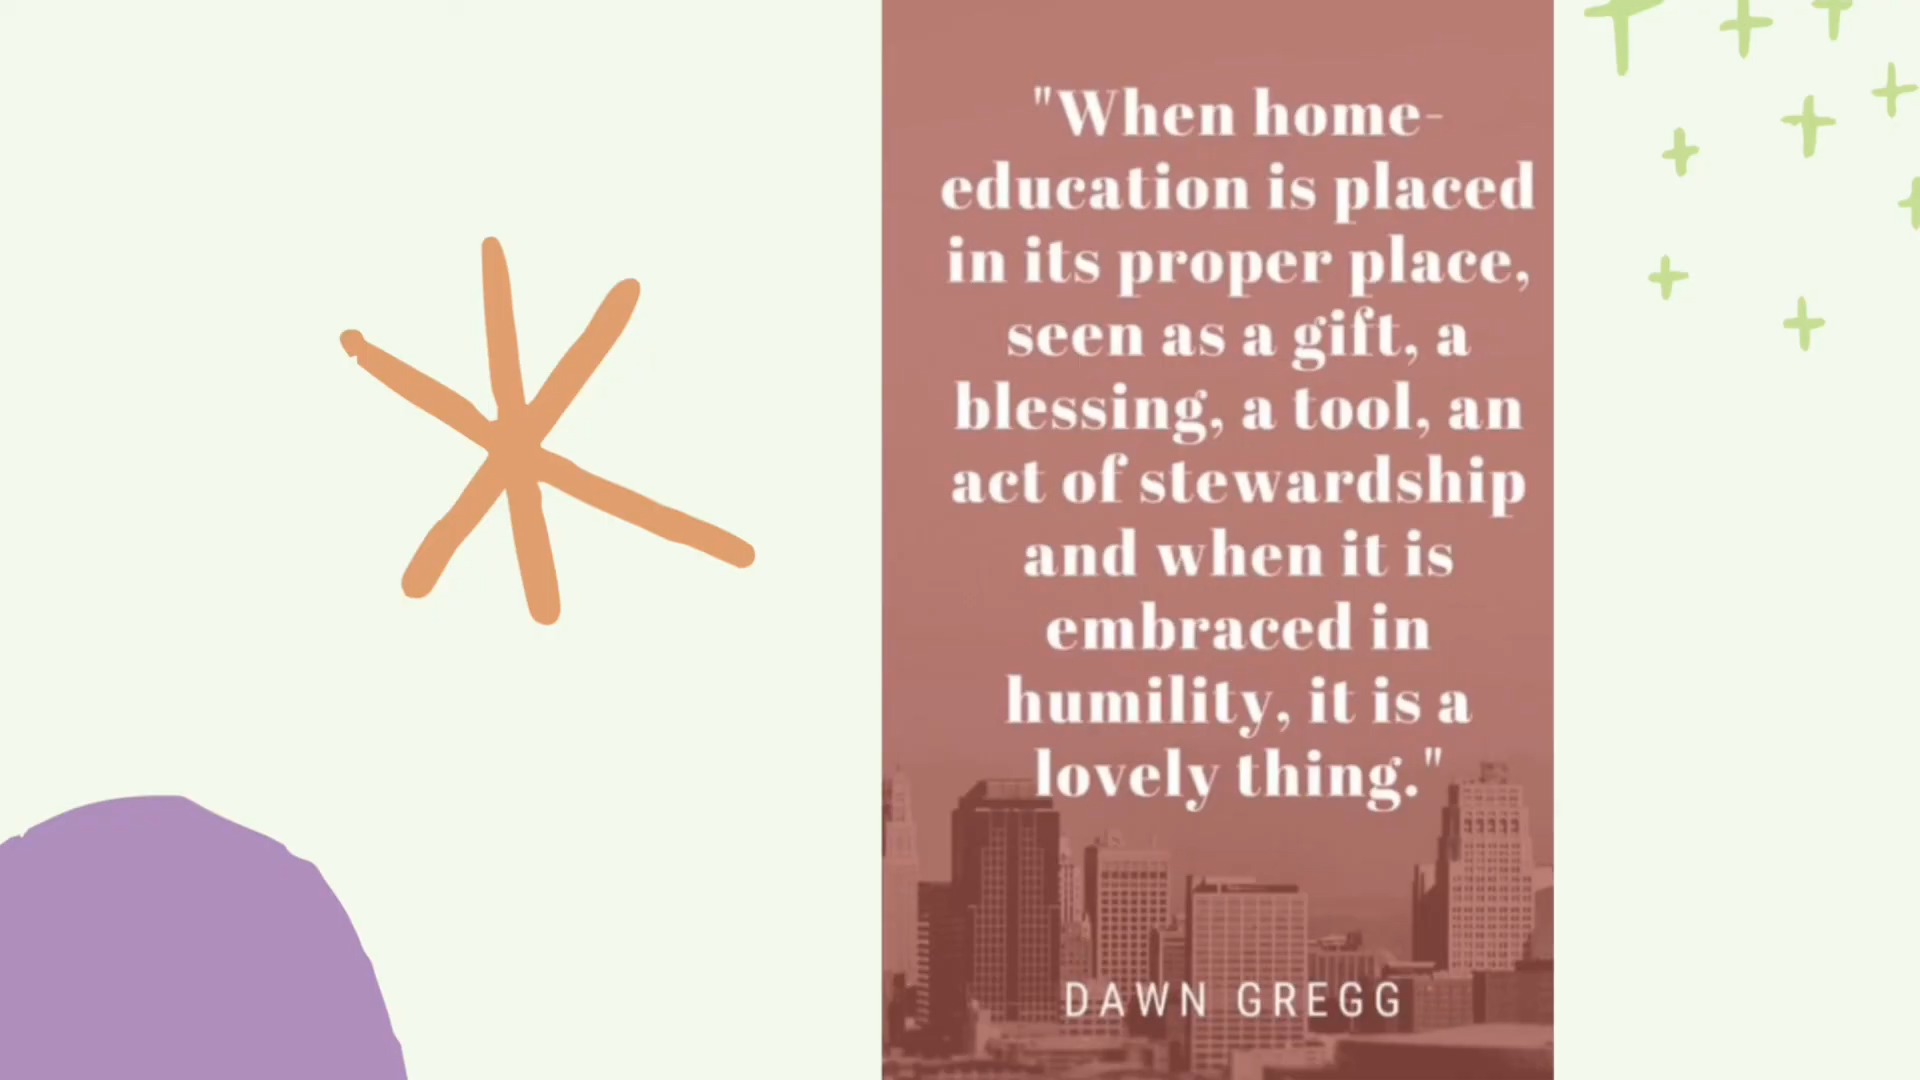 "When home-
education is placed
in its proper place,
seen as a gift, a
blessing, a tool, an
act of stewardship
and when it is
embraced in
humility, it is a
lovely thing."
DAWN GREGG